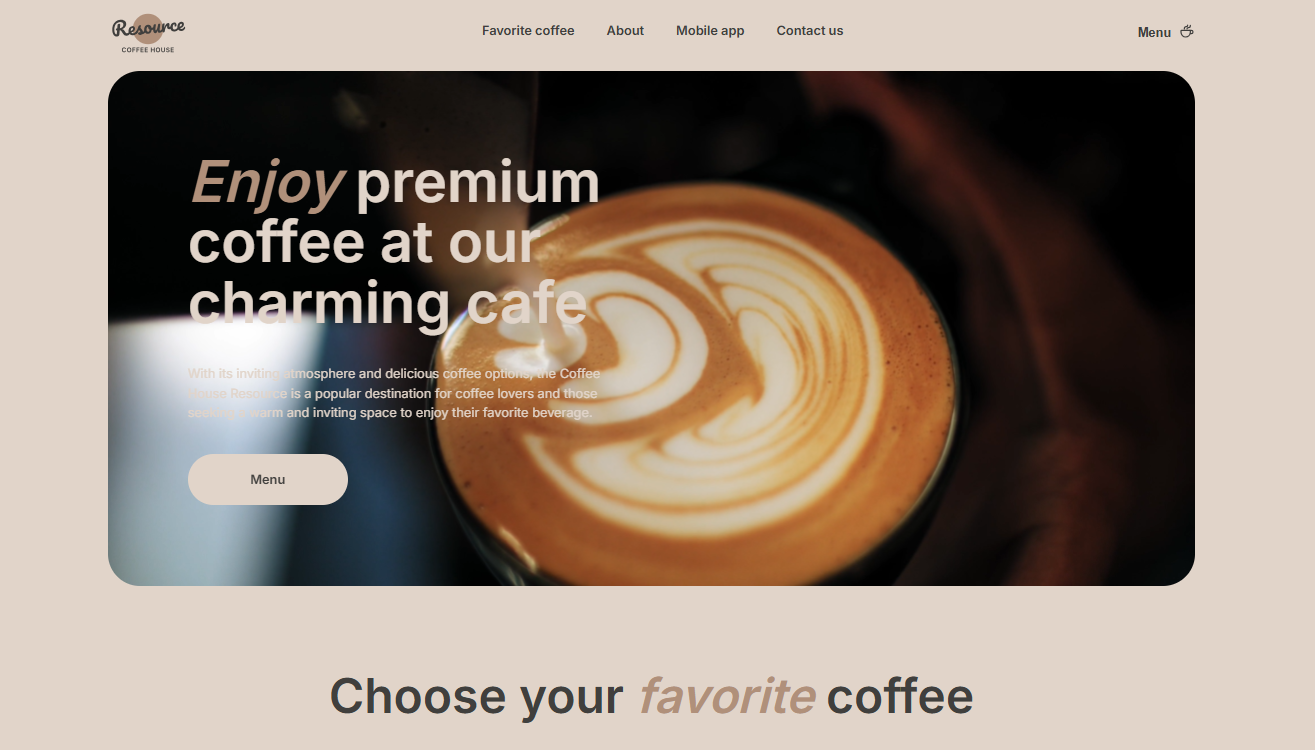 Resource
COFFEE HOUSE
Favorite coffee
About
Mobile app
Contact us
Menu
Enjoy premium
coffee at our
charming cafe
With its inviting atmosphere and delicious coffee options, the Coffee
House Resource is a popular destination for coffee lovers and those
seeking a warm and inviting space to enjoy their favorite beverage.
Menu
Choose your favorite coffee